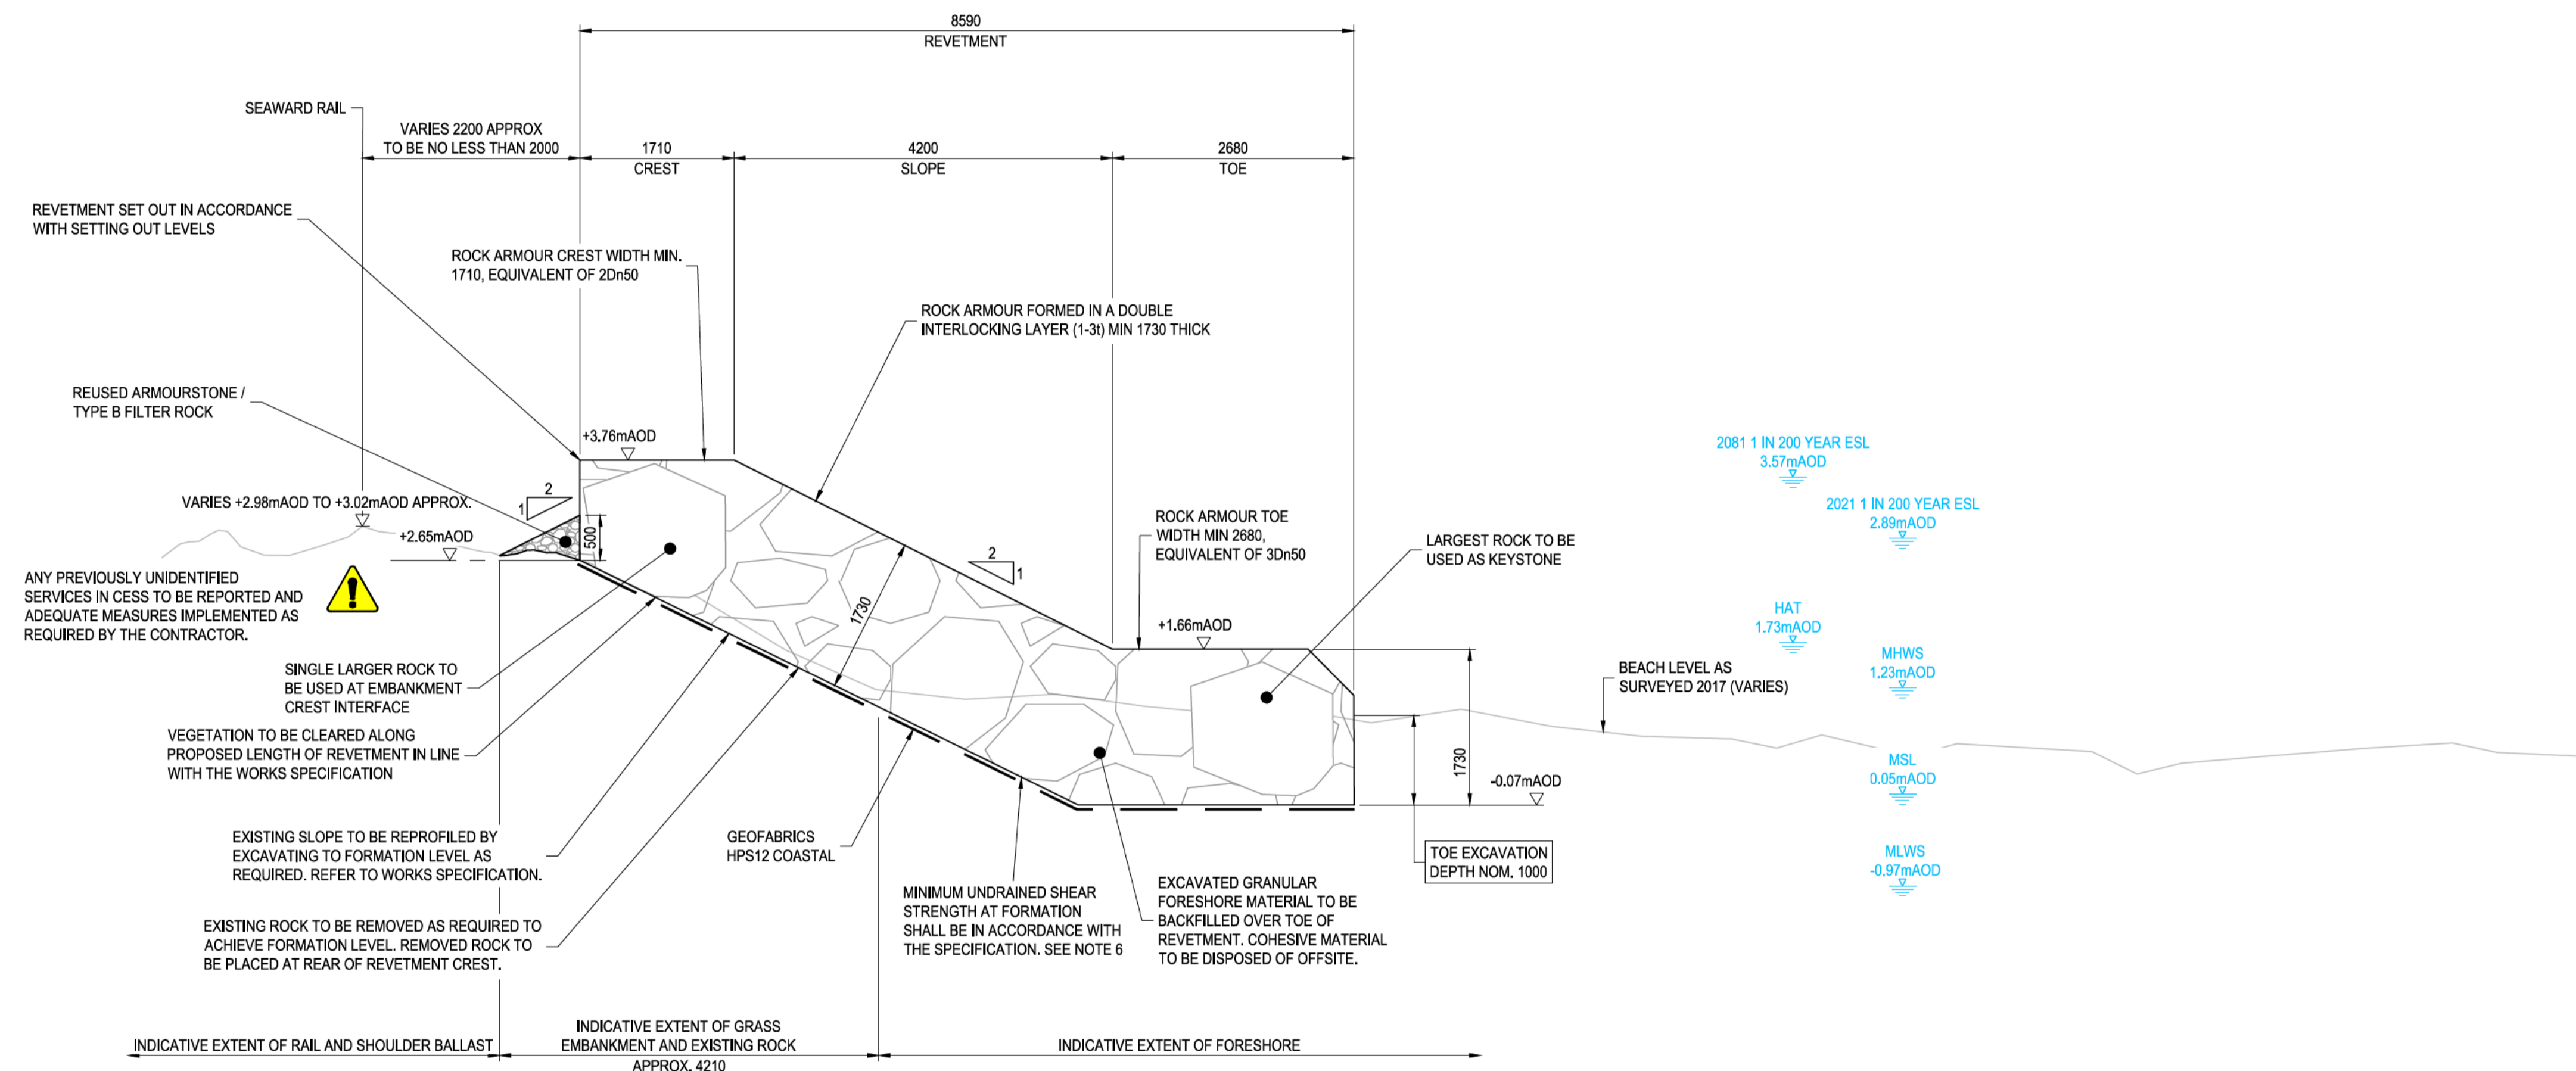 8590
REVETMENT
SEAWARD RAIL
VARIES 2200 APPROX
TO BE NO LESS THAN 2000
1710
CREST
4200
SLOPE
2680
TOE
REVETMENT SET OUT IN ACCORDANCE
WITH SETTING OUT LEVELS
ROCK ARMOUR CREST WIDTH MIN.
1710, EQUIVALENT OF 2Dn50
ROCK ARMOUR FORMED IN A DOUBLE
INTERLOCKING LAYER (1-3t) MIN 1730 THICK
REUSED ARMOURSTONE /
TYPE B FILTER ROCK
+3.76mAOD
2081 1 IN 200 YEAR ESL
3.57mAOD
2
1
VARIES +2.98mAOD TO +3.02mAOD APPROX.
2021 1 IN 200 YEAR ESL
2.89mAOD
+2.65mAOD
500
ROCK ARMOUR TOE
WIDTH MIN 2680,
EQUIVALENT OF 3Dn50
LARGEST ROCK TO BE
USED AS KEYSTONE
2
1
ANY PREVIOUSLY UNIDENTIFIED
SERVICES IN CESS TO BE REPORTED AND
ADEQUATE MEASURES IMPLEMENTED AS
REQUIRED BY THE CONTRACTOR.
!
1730
+1.66mAOD
HAT
1.73mAOD
SINGLE LARGER ROCK TO
BE USED AT EMBANKMENT
CREST INTERFACE
BEACH LEVEL AS
SURVEYED 2017 (VARIES)
MHWS
1.23mAOD
VEGETATION TO BE CLEARED ALONG
PROPOSED LENGTH OF REVETMENT IN LINE
WITH THE WORKS SPECIFICATION
1730
-0.07mAOD
MSL
0.05mAOD
EXISTING SLOPE TO BE REPROFILED BY
EXCAVATING TO FORMATION LEVEL AS
REQUIRED. REFER TO WORKS SPECIFICATION.
GEOFABRICS
HPS12 COASTAL
TOE EXCAVATION
DEPTH NOM. 1000
MLWS
-0.97mAOD
MINIMUM UNDRAINED SHEAR
STRENGTH AT FORMATION
SHALL BE IN ACCORDANCE WITH
THE SPECIFICATION. SEE NOTE 6
EXCAVATED GRANULAR
FORESHORE MATERIAL TO BE
BACKFILLED OVER TOE OF
REVETMENT. COHESIVE MATERIAL
TO BE DISPOSED OF OFFSITE.
EXISTING ROCK TO BE REMOVED AS REQUIRED TO
ACHIEVE FORMATION LEVEL. REMOVED ROCK TO
BE PLACED AT REAR OF REVETMENT CREST.
INDICATIVE EXTENT OF RAIL AND SHOULDER BALLAST
INDICATIVE EXTENT OF GRASS
EMBANKMENT AND EXISTING ROCK
APPROX. 4210
INDICATIVE EXTENT OF FORESHORE